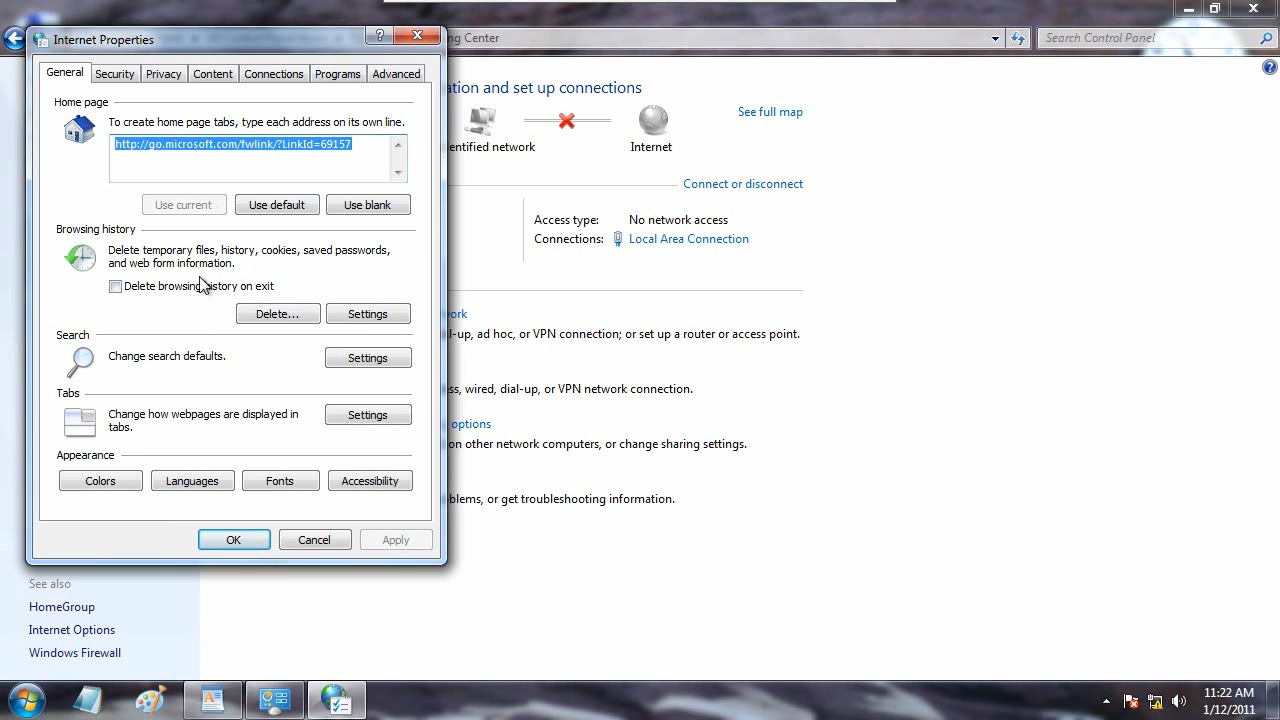 Internet Properties
ng Center
Search Control Panel
General
Security
Privacy
Content
Connections
Programs
Advanced
Home page
To create home page tabs, type each address on its own line.
http://go.microsoft.com/fwlink/?LinkId=69157
Use current
Use default
Use blank
Browsing history
Delete temporary files, history, cookies, saved passwords,
and web form information.
Delete browsing history on exit
Delete...
Settings
Search
Change search defaults.
Settings
Tabs
Change how webpages are displayed in
tabs.
Settings
Appearance
Colors
Languages
Fonts
Accessibility
OK
Cancel
Apply
ation and set up connections
See full map
entified network
Internet
Connect or disconnect
Access type: No network access
Connections: Local Area Connection
ork
l-up, ad hoc, or VPN connection; or set up a router or access point.
ss, wired, dial-up, or VPN network connection.
options
on other network computers, or change sharing settings.
blems, or get troubleshooting information.
See also
HomeGroup
Internet Options
Windows Firewall
11:22 AM
1/12/2011